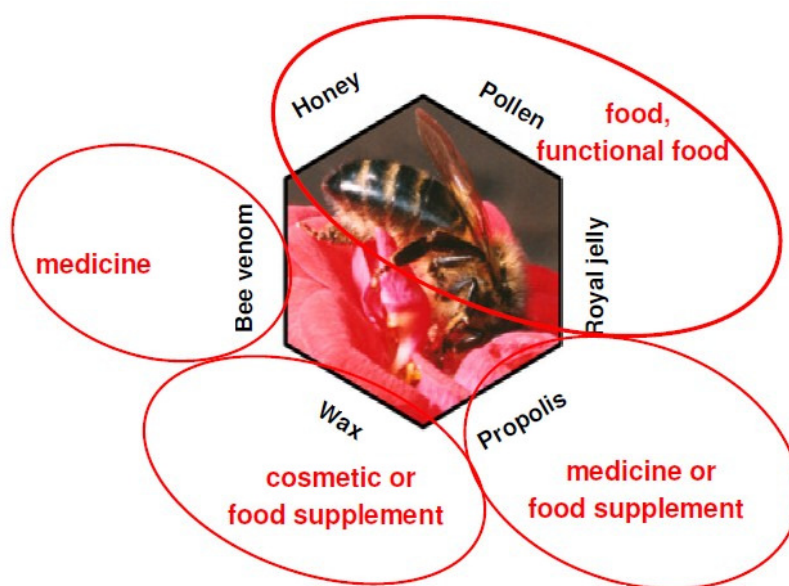 Honey
Pollen
food,
functional food
Royal jelly
Bee venom
medicine
Wax
Propolis
cosmetic or
food supplement
medicine or
food supplement